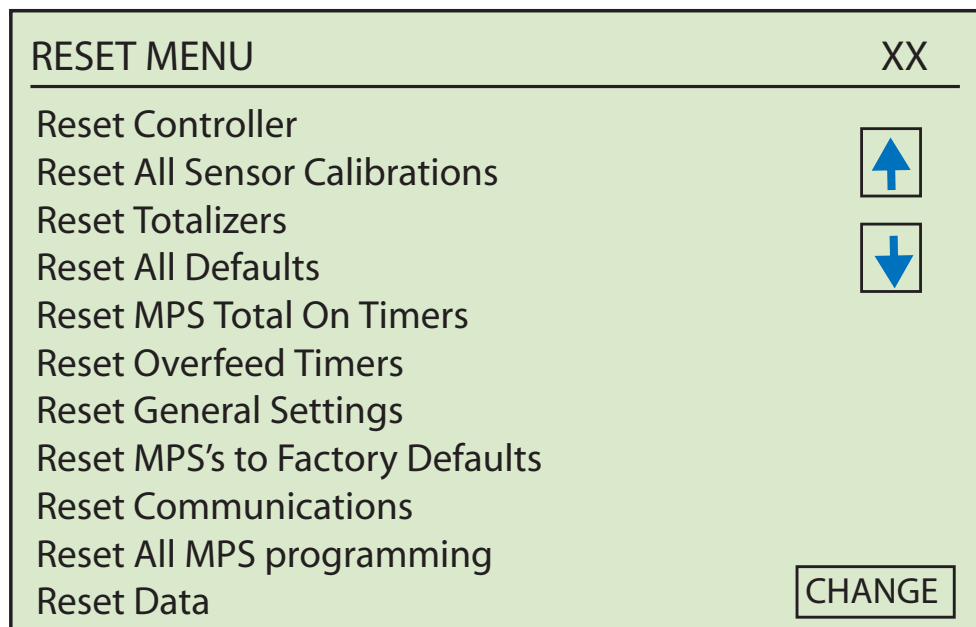 RESET MENU XX
Reset Controller
Reset All Sensor Calibrations
Reset Totalizers
Reset All Defaults
Reset MPS Total On Timers
Reset Overfeed Timers
Reset General Settings
Reset MPS’s to Factory Defaults
Reset Communications
Reset All MPS programming
Reset Data
CHANGE